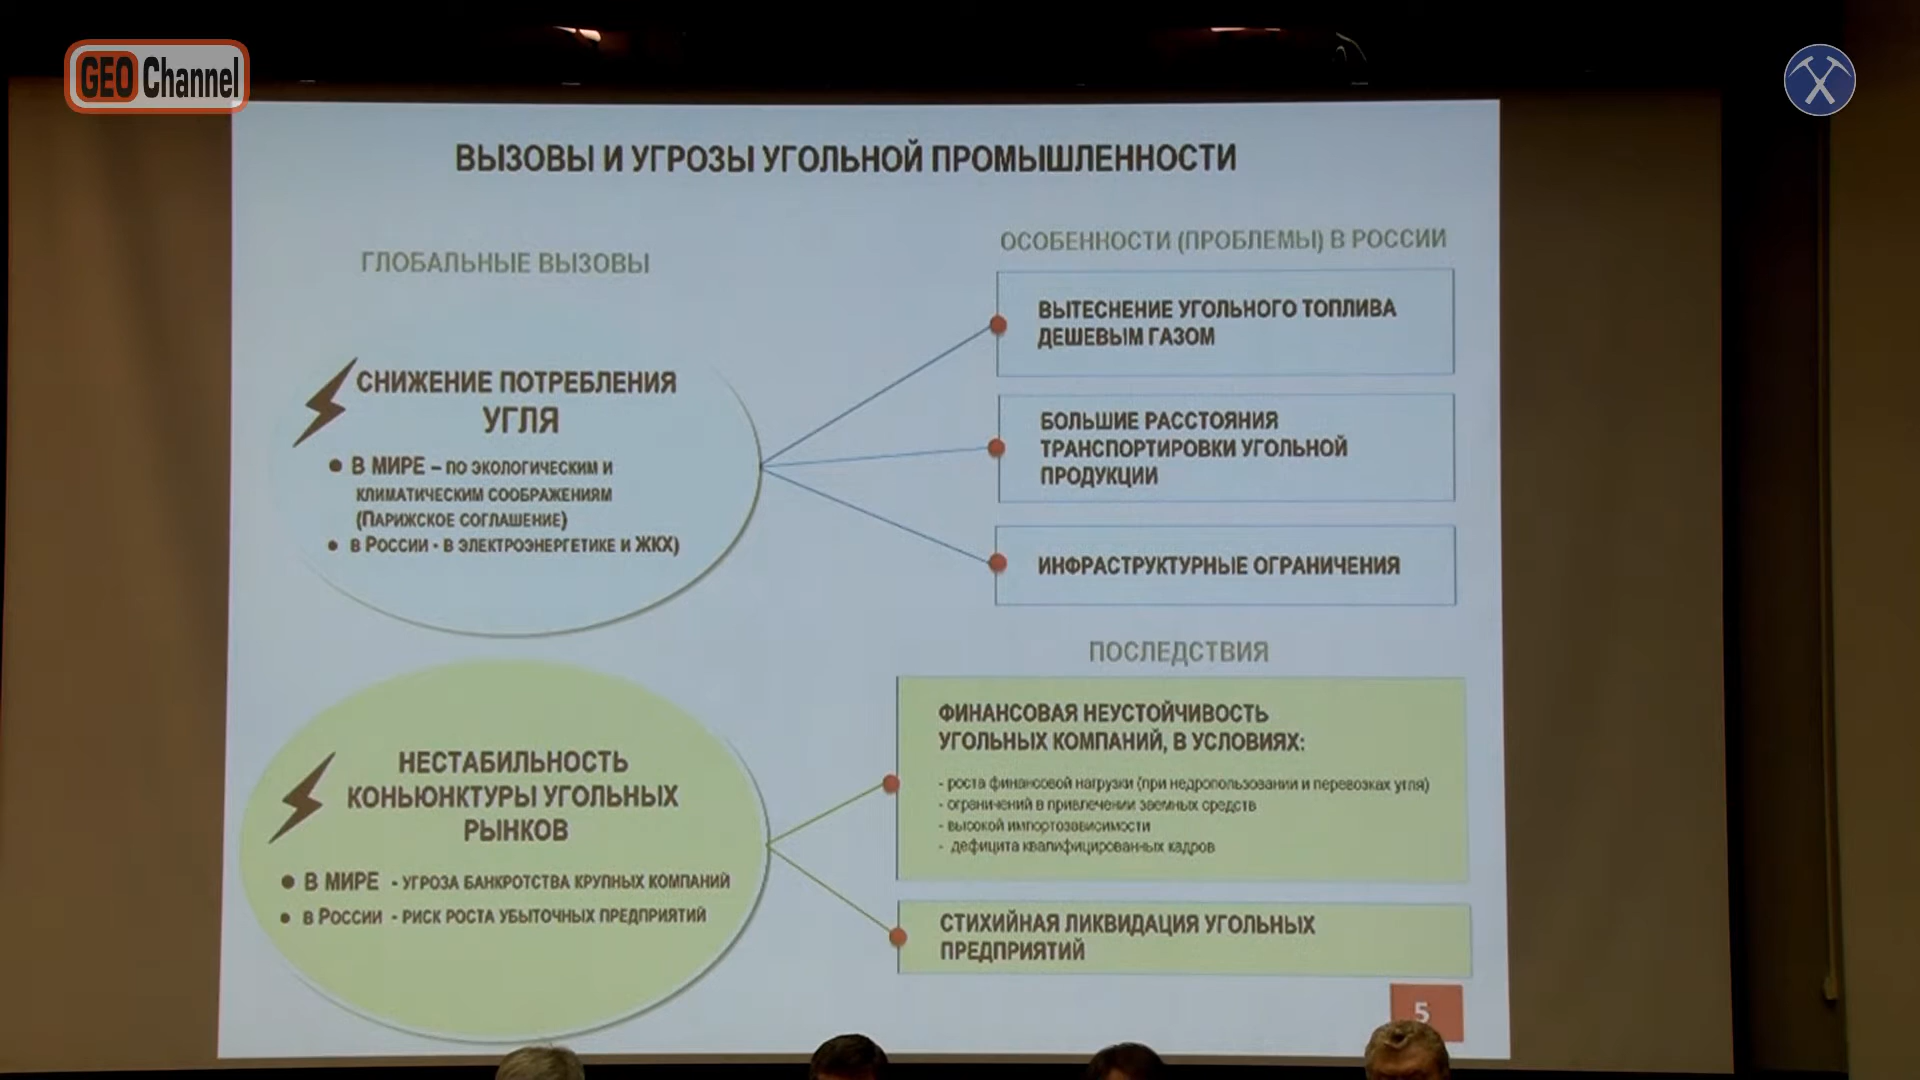 GEO Channel
ВЫЗОВЫ И УГРОЗЫ УГОЛЬНОЙ ПРОМЫШЛЕННОСТИ
ГЛОБАЛЬНЫЕ ВЫЗОВЫ
СНИЖЕНИЕ ПОТРЕБЛЕНИЯ
УГЛЯ
● В МИРЕ – ПО ЭКОЛОГИЧЕСКИМ И
КЛИМАТИЧЕСКИМ СООБРАЖЕНИЯМ
(ПАРИЖСКОЕ СОГЛАШЕНИЕ)
● В РОССИИ - В ЭЛЕКТРОЭНЕРГЕТИКЕ И ЖКХ)
ОСОБЕННОСТИ (ПРОБЛЕМЫ) В РОССИИ
ВЫТЕСНЕНИЕ УГОЛЬНОГО ТОПЛИВА
ДЕШЕВЫМ ГАЗОМ
БОЛЬШИЕ РАССТОЯНИЯ
ТРАНСПОРТИРОВКИ УГОЛЬНОЙ
ПРОДУКЦИИ
ИНФРАСТРУКТУРНЫЕ ОГРАНИЧЕНИЯ
НЕСТАБИЛЬНОСТЬ
КОНЬЮНКТУРЫ УГОЛЬНЫХ
РЫНКОВ
● В МИРЕ - УГРОЗА БАНКРОТСТВА КРУПНЫХ КОМПАНИЙ
● В РОССИИ - РИСК РОСТА УБЫТОЧНЫХ ПРЕДПРИЯТИЙ
ПОСЛЕДСТВИЯ
ФИНАНСОВАЯ НЕУСТОЙЧИВОСТЬ
УГОЛЬНЫХ КОМПАНИЙ, В УСЛОВИЯХ:
- роста финансовой нагрузки (при недропользовании и перевозках угля)
- ограничений в привлечении заемных средств
- высокой импортозависимости
- дефицита квалифицированных кадров
СТИХИЙНАЯ ЛИКВИДАЦИЯ УГОЛЬНЫХ
ПРЕДПРИЯТИЙ
5